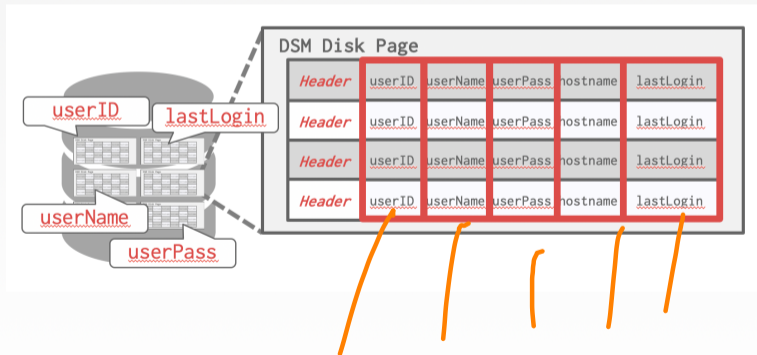 DSM Disk Page
Header userID userName userPass hostname lastLogin
Header userID userName userPass hostname lastLogin
Header userID userName userPass hostname lastLogin
Header userID userName userPass hostname lastLogin
userID
lastLogin
userName
userPass